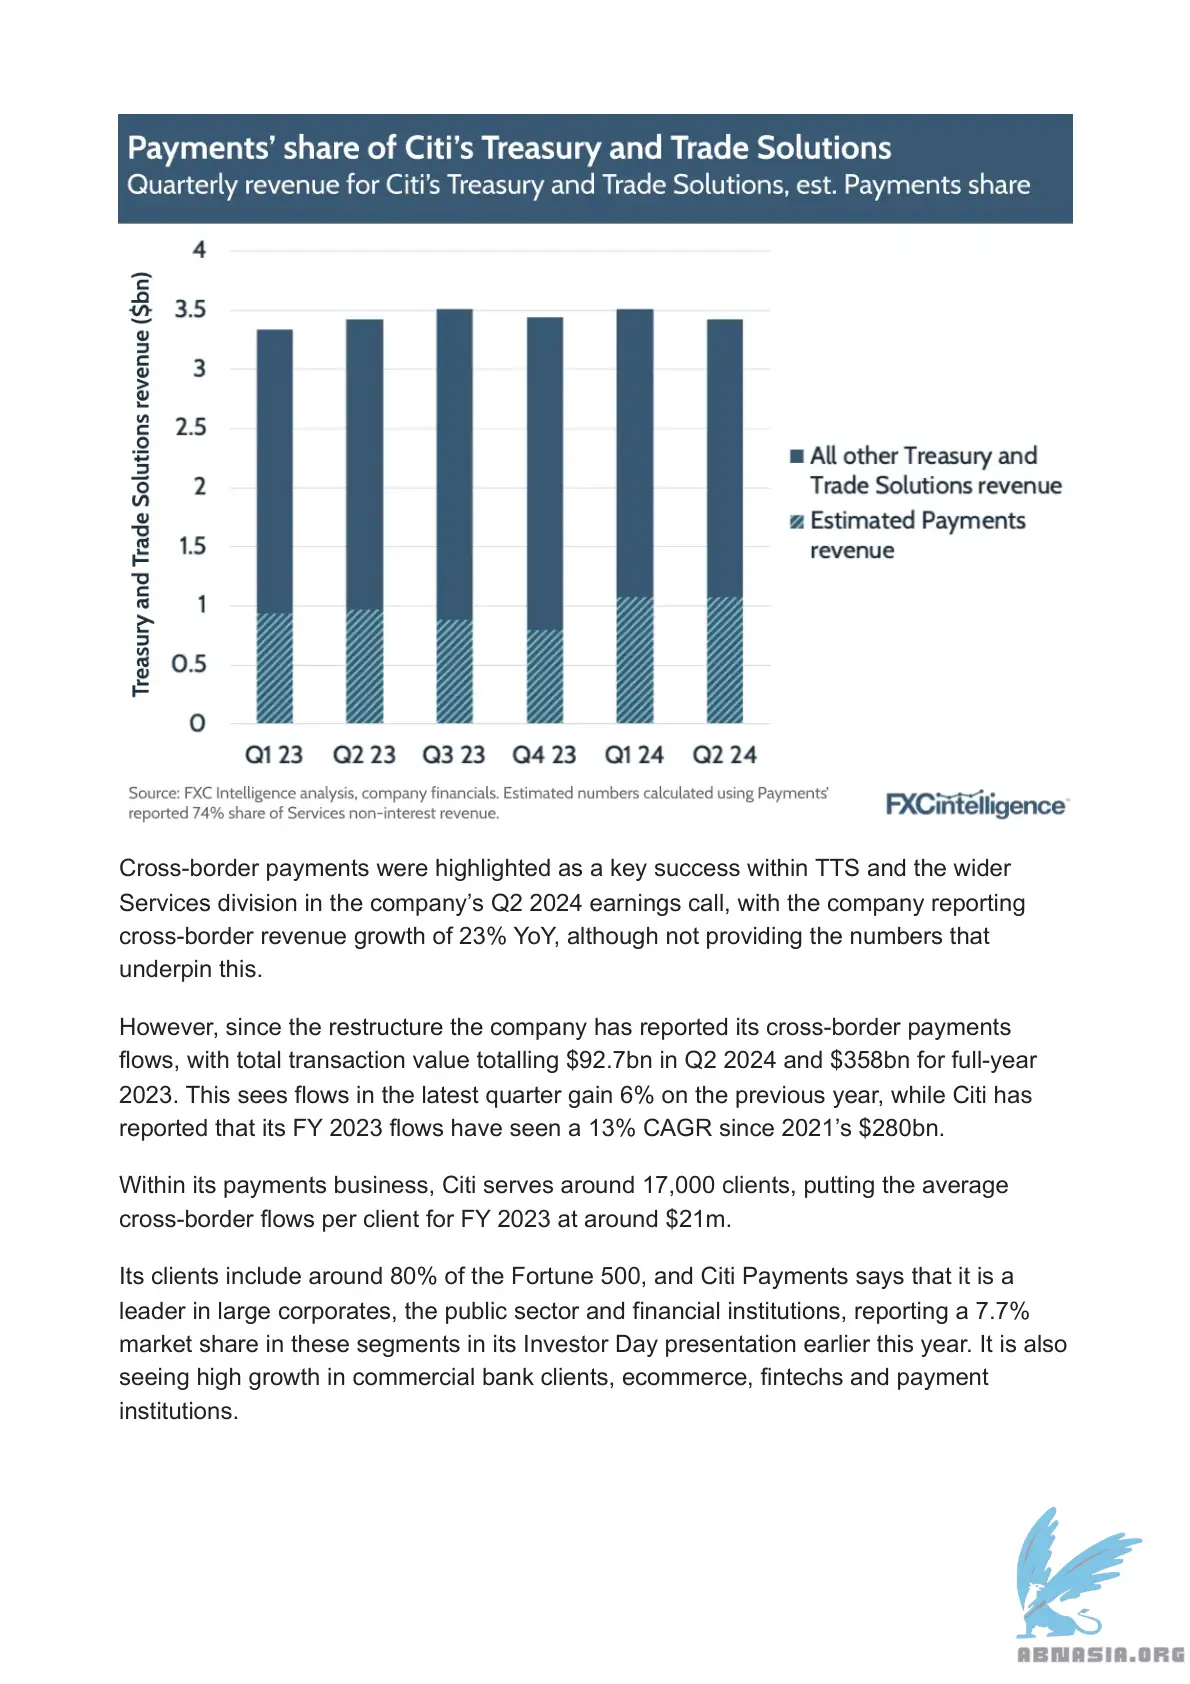 Payments’ share of Citi’s Treasury and Trade Solutions
Quarterly revenue for Citi’s Treasury and Trade Solutions, est. Payments share
Treasury and Trade Solutions revenue ($bn)
4
3.5
3
2.5
2
1.5
1
0.5
0
Q1 23 Q2 23 Q3 23 Q4 23 Q1 24 Q2 24
All other Treasury and
Trade Solutions revenue
Estimated Payments
revenue
Source: FXC Intelligence analysis, company financials. Estimated numbers calculated using Payments’
reported 74% share of Services non-interest revenue.
FXCintelligence™
Cross-border payments were highlighted as a key success within TTS and the wider
Services division in the company’s Q2 2024 earnings call, with the company reporting
cross-border revenue growth of 23% YoY, although not providing the numbers that
underpin this.
However, since the restructure the company has reported its cross-border payments
flows, with total transaction value totalling $92.7bn in Q2 2024 and $358bn for full-year
2023. This sees flows in the latest quarter gain 6% on the previous year, while Citi has
reported that its FY 2023 flows have seen a 13% CAGR since 2021’s $280bn.
Within its payments business, Citi serves around 17,000 clients, putting the average
cross-border flows per client for FY 2023 at around $21m.
Its clients include around 80% of the Fortune 500, and Citi Payments says that it is a
leader in large corporates, the public sector and financial institutions, reporting a 7.7%
market share in these segments in its Investor Day presentation earlier this year. It is also
seeing high growth in commercial bank clients, ecommerce, fintechs and payment
institutions.
ABNASIA.ORG